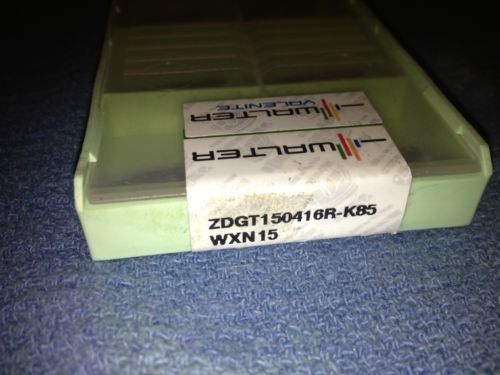 WALTER
VALENITE
WALTER
ZDGT150416R-K85
WXN15